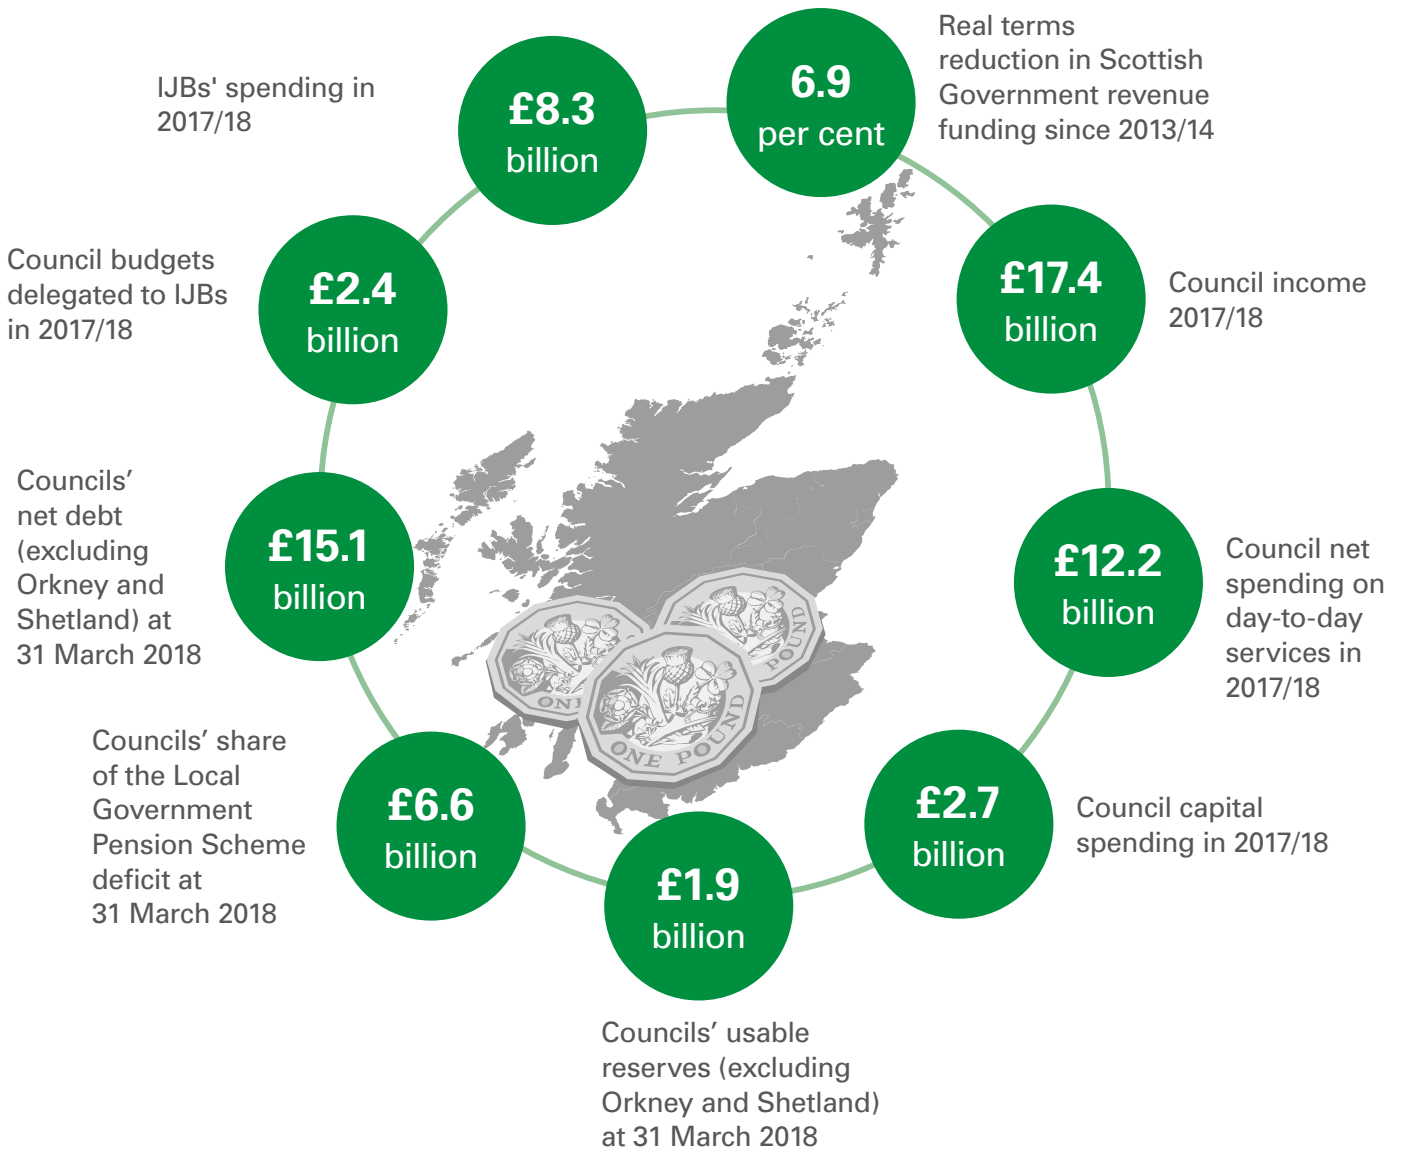 6.9
per cent
Real terms
reduction in Scottish
Government revenue
funding since 2013/14
£17.4
billion
Council income
2017/18
£12.2
billion
Council net
spending on
day-to-day
services in
2017/18
£2.7
billion
Council capital
spending in 2017/18
£1.9
billion
Councils’ usable
reserves (excluding
Orkney and Shetland)
at 31 March 2018
£6.6
billion
Councils’ share
of the Local
Government
Pension Scheme
deficit at
31 March 2018
£15.1
billion
Councils’
net debt
(excluding
Orkney and
Shetland) at
31 March 2018
£2.4
billion
Council budgets
delegated to IJBs
in 2017/18
£8.3
billion
IJBs' spending in
2017/18
ONE POUND
ONE
POUND